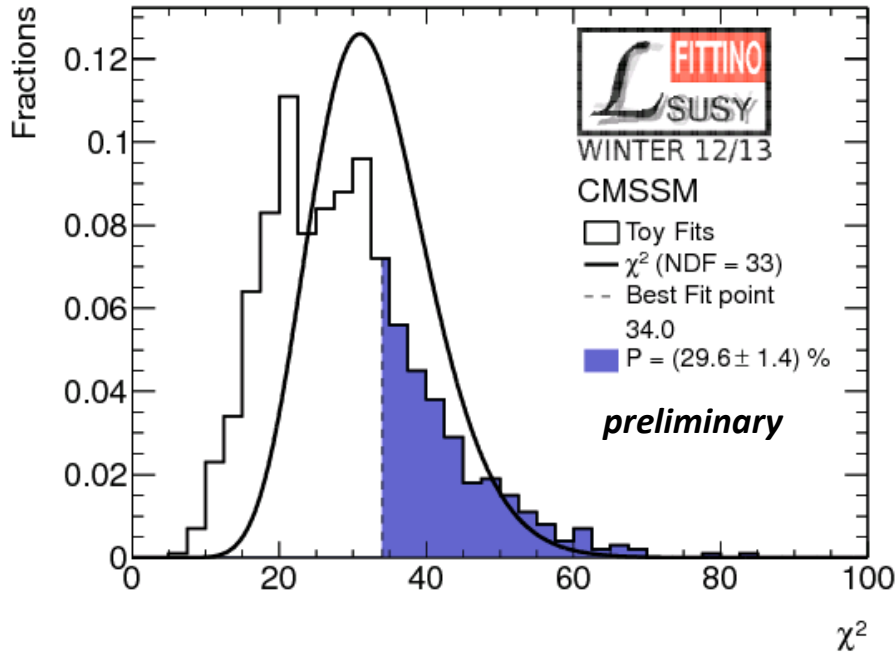 Fractions
0.12
0.1
0.08
0.06
0.04
0.02
0
0
20
40
60
80
100
χ²
FITTINO
SUSY
WINTER 12/13
CMSSM
Toy Fits
χ² (NDF = 33)
Best Fit point
34.0
P = (29.6 ± 1.4) %
preliminary